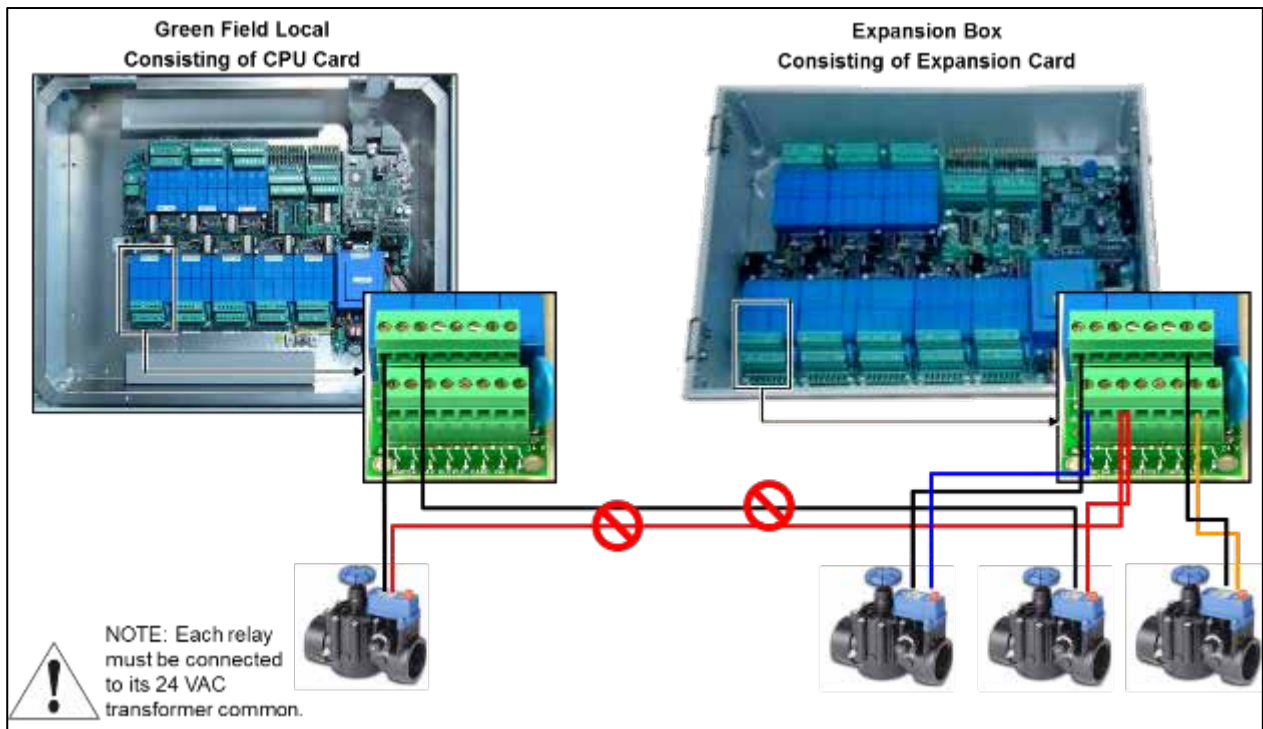 Green Field Local
Consisting of CPU Card
Expansion Box
Consisting of Expansion Card
NOTE: Each relay
must be connected
to its 24 VAC
transformer common.